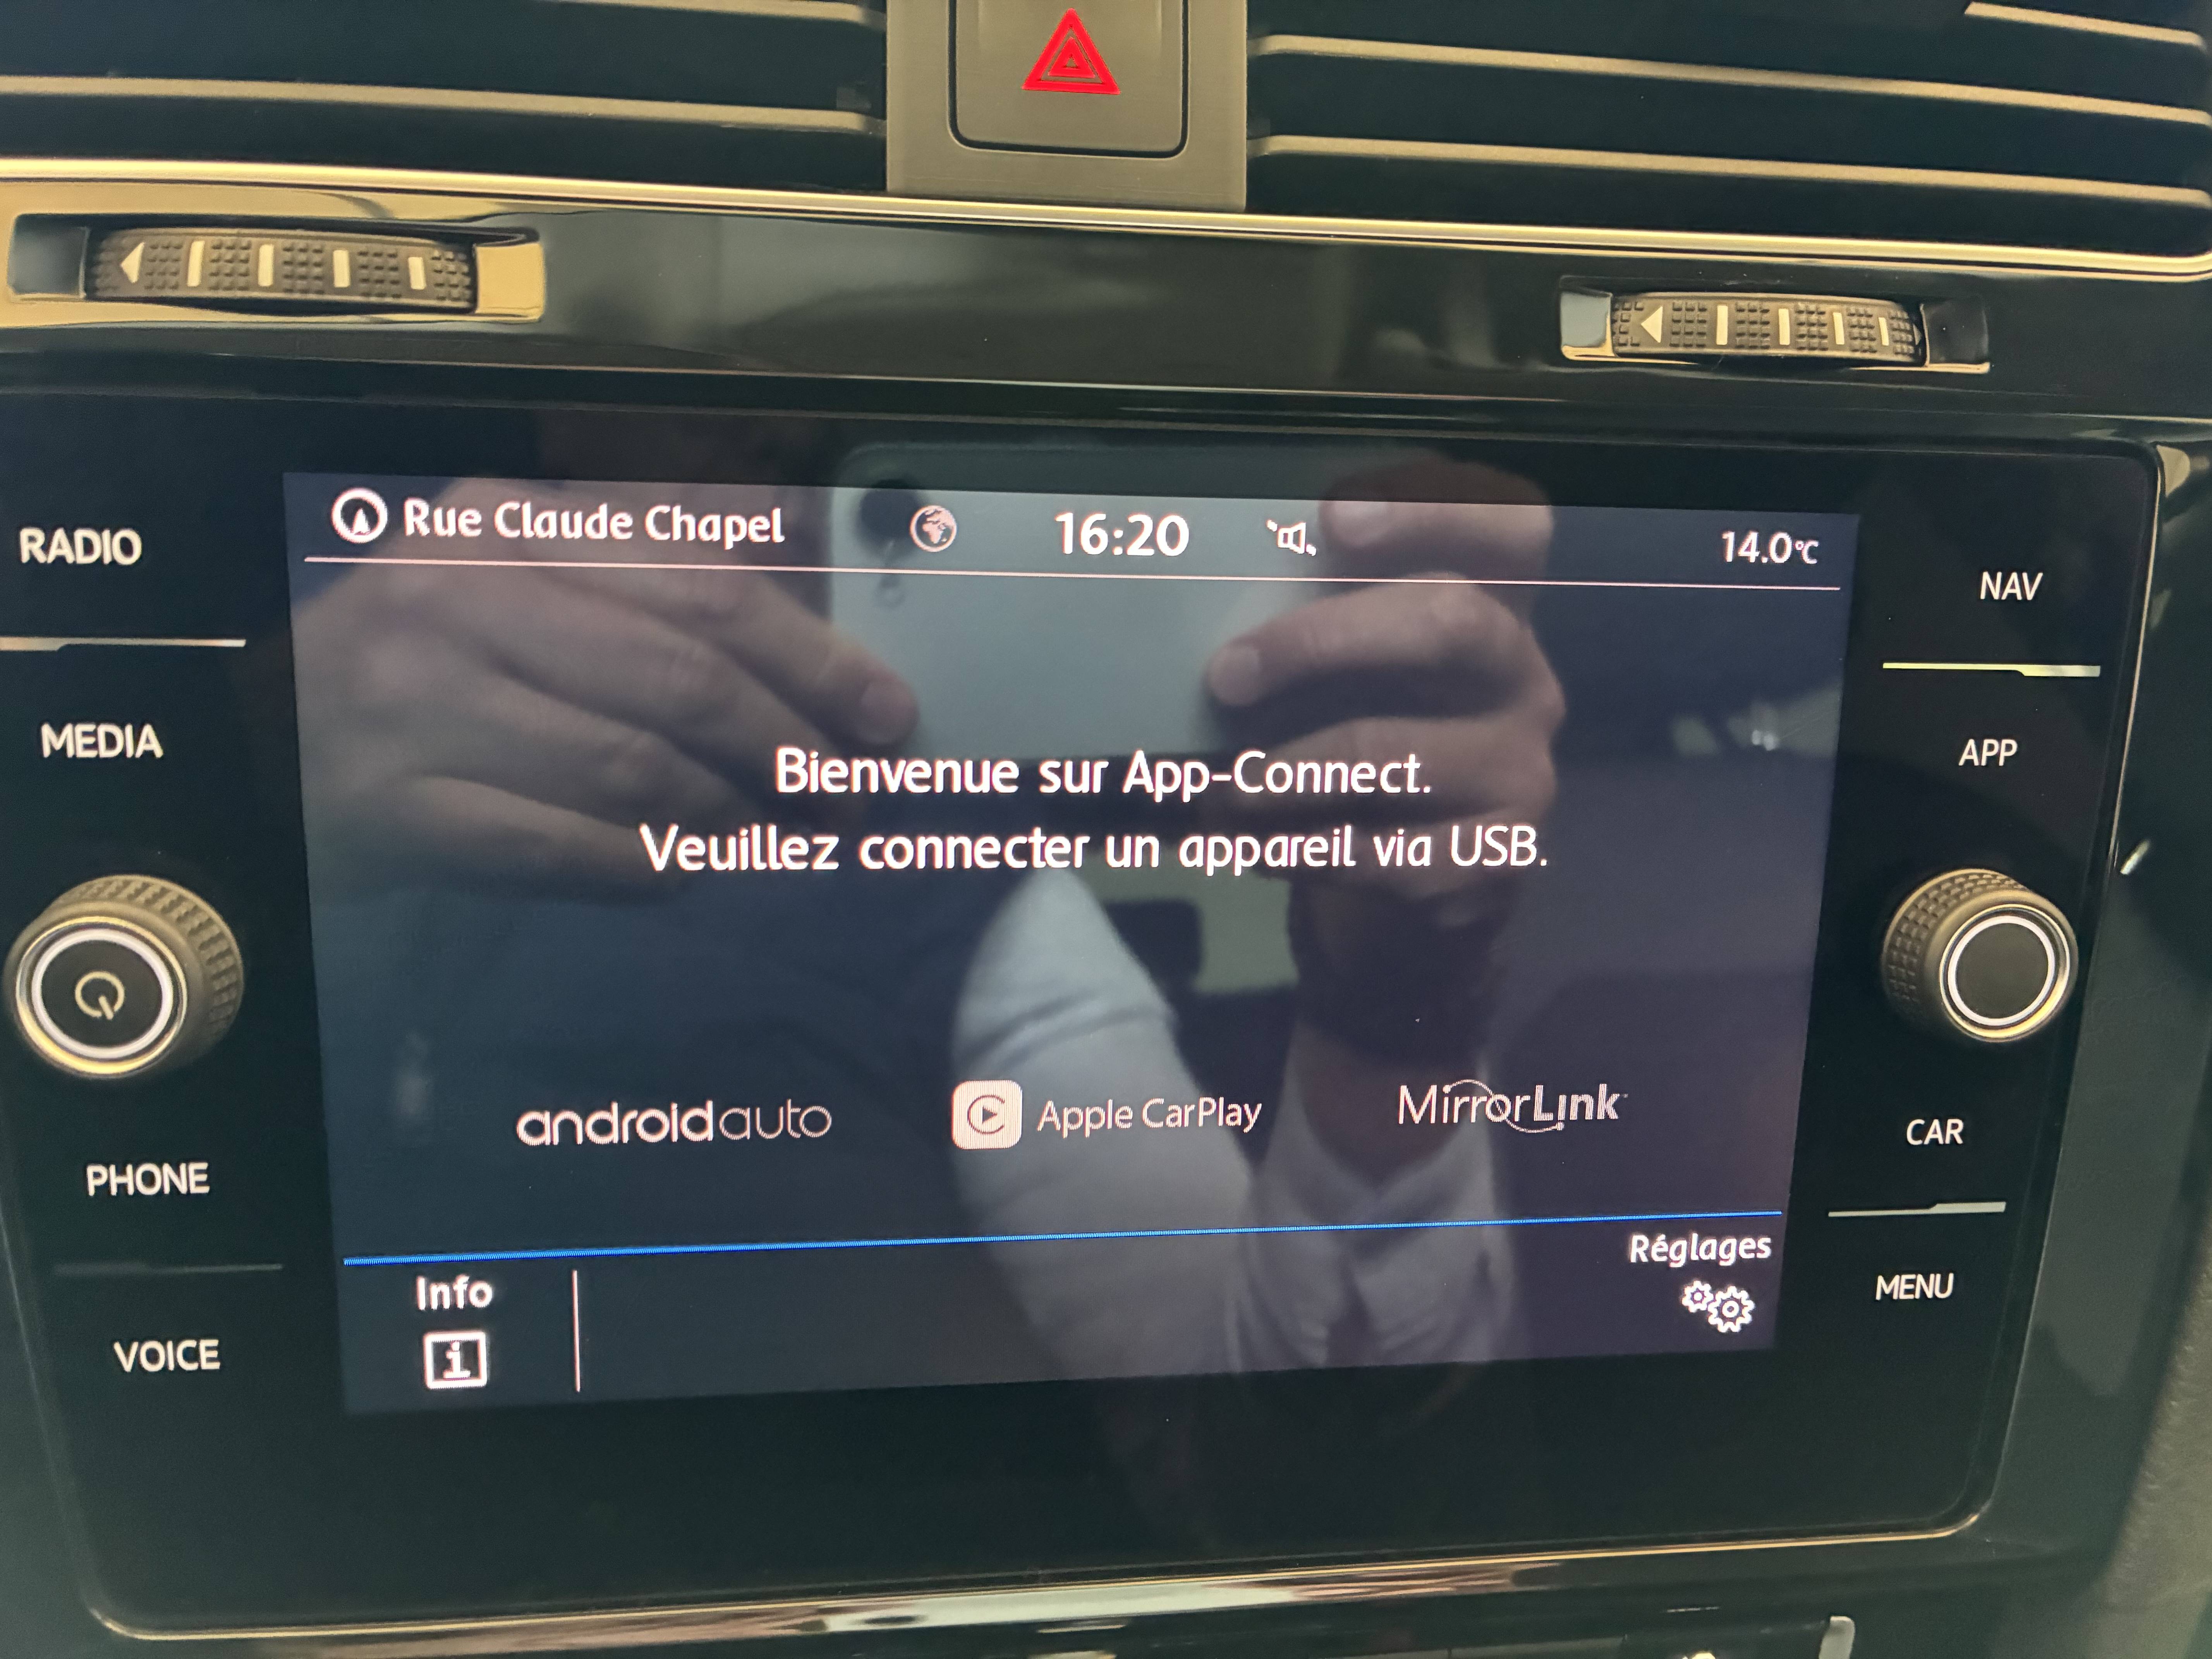 RADIO
MEDIA
PHONE
VOICE
Rue Claude Chapel
16:20
14.0°C
Bienvenue sur App-Connect.
Veuillez connecter un appareil via USB.
androidauto
Apple CarPlay
MirrorLink™
Info
i
Réglages
NAV
APP
CAR
MENU